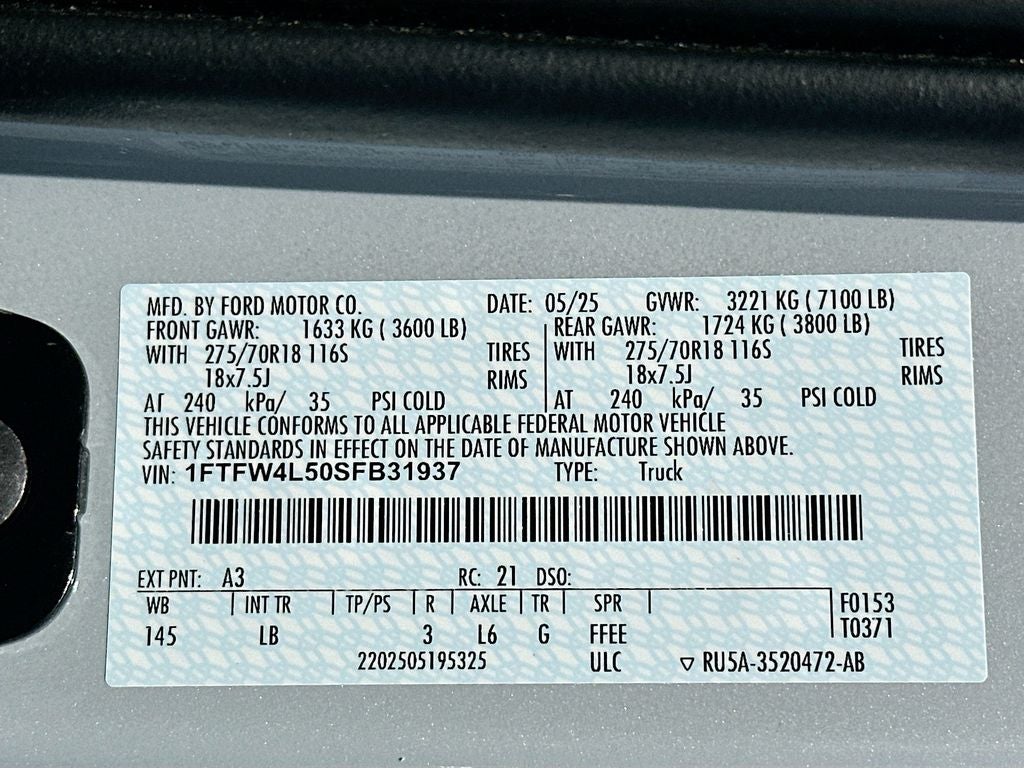 MFD. BY FORD MOTOR CO. DATE: 05/25 GVWR: 3221 KG ( 7100 LB)
FRONT GAWR: 1633 KG ( 3600 LB) REAR GAWR: 1724 KG ( 3800 LB)
WITH 275/70R18 116S TIRES WITH 275/70R18 116S TIRES
18x7.5J RIMS 18x7.5J RIMS
AT 240 kPa/ 35 PSI COLD AT 240 kPa/ 35 PSI COLD
THIS VEHICLE CONFORMS TO ALL APPLICABLE FEDERAL MOTOR VEHICLE
SAFETY STANDARDS IN EFFECT ON THE DATE OF MANUFACTURE SHOWN ABOVE.
VIN: 1FTFW4L50SFB31937 TYPE: Truck
EXT PNT: A3 RC: 21 DSO:
WB INT TR TP/PS R AXLE TR SPR F0153
145 LB 3 L6 G FFEE T0371
2202505195325 ULC ▽ RU5A-3520472-AB